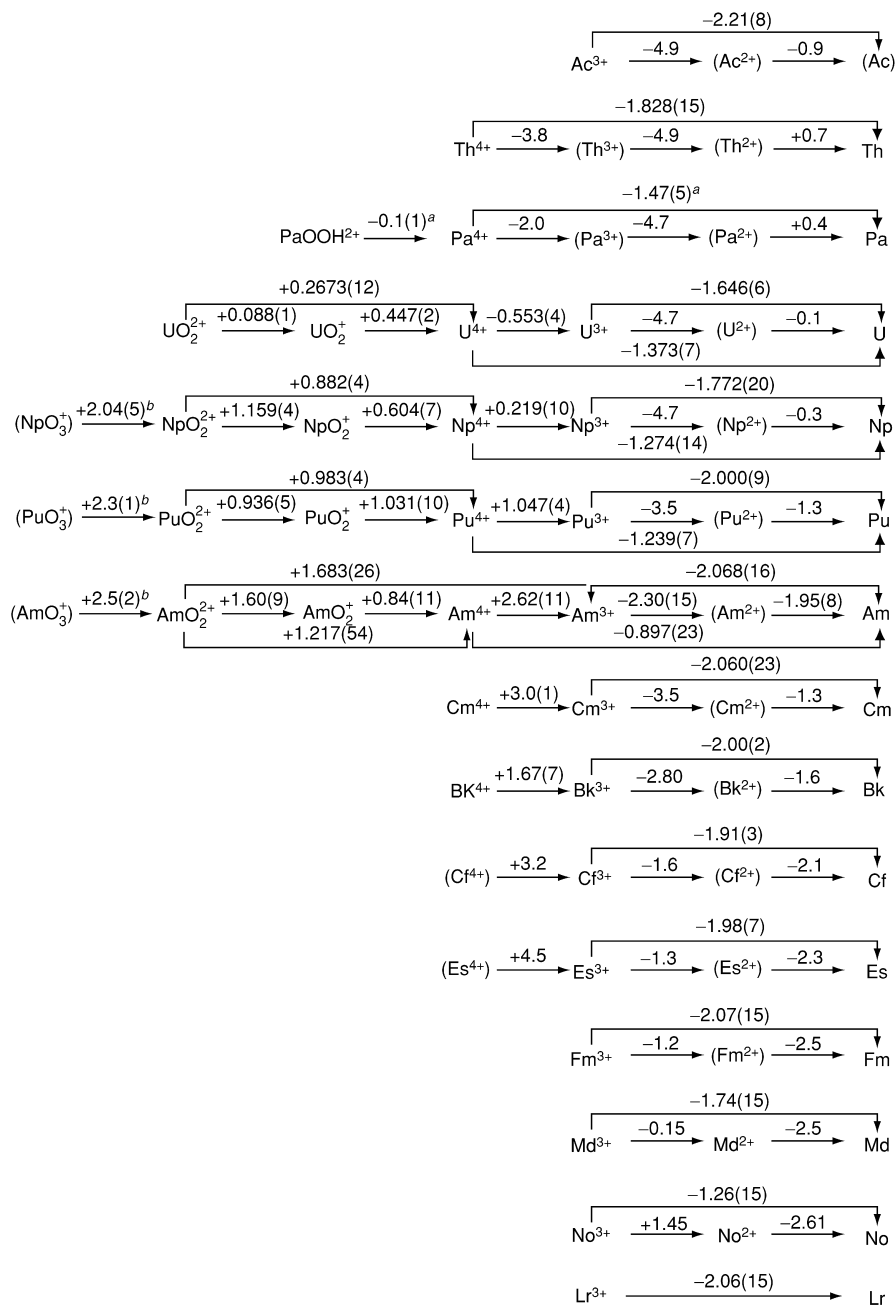 −2.21(8)
Ac³⁺ −4.9 (Ac²⁺) −0.9 (Ac)
−1.828(15)
Th⁴⁺ −3.8 (Th³⁺) −4.9 (Th²⁺) +0.7 Th
−1.47(5)ᵃ
PaOOH²⁺ −0.1(1)ᵃ Pa⁴⁺ −2.0 (Pa³⁺) −4.7 (Pa²⁺) +0.4 Pa
+0.2673(12) −1.646(6)
UO₂²⁺ +0.088(1) UO₂⁺ +0.447(2) U⁴⁺ −0.553(4) U³⁺ −4.7 (U²⁺) −0.1 U
−1.373(7)
+0.882(4) −1.772(20)
(NpO₃⁺) +2.04(5)ᵇ NpO₂²⁺ +1.159(4) NpO₂⁺ +0.604(7) Np⁴⁺ +0.219(10) Np³⁺ −4.7 (Np²⁺) −0.3 Np
−1.274(14)
+0.983(4) −2.000(9)
(PuO₃⁺) +2.3(1)ᵇ PuO₂²⁺ +0.936(5) PuO₂⁺ +1.031(10) Pu⁴⁺ +1.047(4) Pu³⁺ −3.5 (Pu²⁺) −1.3 Pu
−1.239(7)
+1.683(26) −2.068(16)
(AmO₃⁺) +2.5(2)ᵇ AmO₂²⁺ +1.60(9) AmO₂⁺ +0.84(11) Am⁴⁺ +2.62(11) Am³⁺ −2.30(15) (Am²⁺) −1.95(8) Am
+1.217(54) −0.897(23)
−2.060(23)
Cm⁴⁺ +3.0(1) Cm³⁺ −3.5 (Cm²⁺) −1.3 Cm
−2.00(2)
BK⁴⁺ +1.67(7) Bk³⁺ −2.80 (Bk²⁺) −1.6 Bk
−1.91(3)
(Cf⁴⁺) +3.2 Cf³⁺ −1.6 (Cf²⁺) −2.1 Cf
−1.98(7)
(Es⁴⁺) +4.5 Es³⁺ −1.3 (Es²⁺) −2.3 Es
−2.07(15)
Fm³⁺ −1.2 (Fm²⁺) −2.5 Fm
−1.74(15)
Md³⁺ −0.15 Md²⁺ −2.5 Md
−1.26(15)
No³⁺ +1.45 No²⁺ −2.61 No
Lr³⁺ −2.06(15) Lr